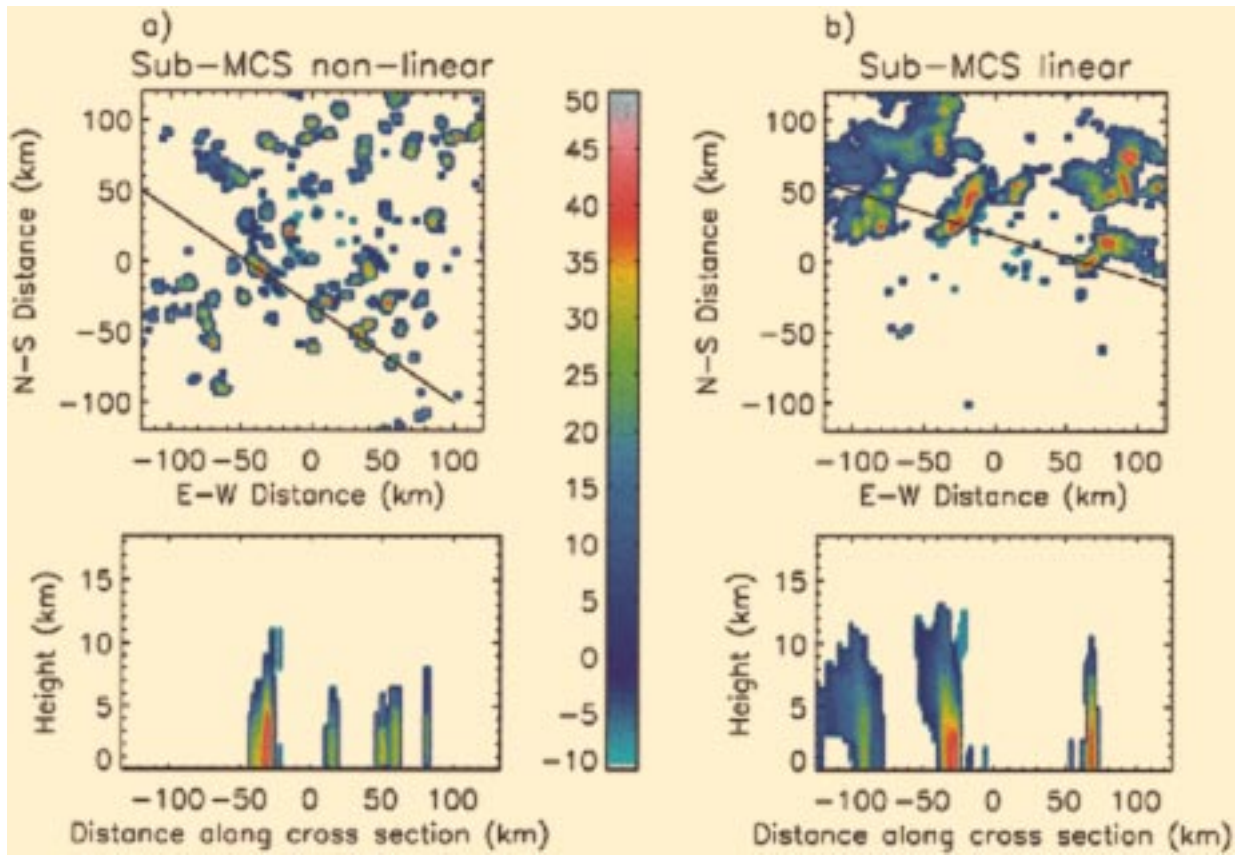 a)
Sub-MCS non-linear
100
50
0
-50
-100
N-S Distance (km)
-100 -50 0 50 100
E-W Distance (km)
15
10
5
0
Height (km)
-100 -50 0 50 100
Distance along cross section (km)
50
45
40
35
30
25
20
15
10
5
0
-5
-10
b)
Sub-MCS linear
100
50
0
-50
-100
N-S Distance (km)
-100 -50 0 50 100
E-W Distance (km)
15
10
5
0
Height (km)
-100 -50 0 50 100
Distance along cross section (km)